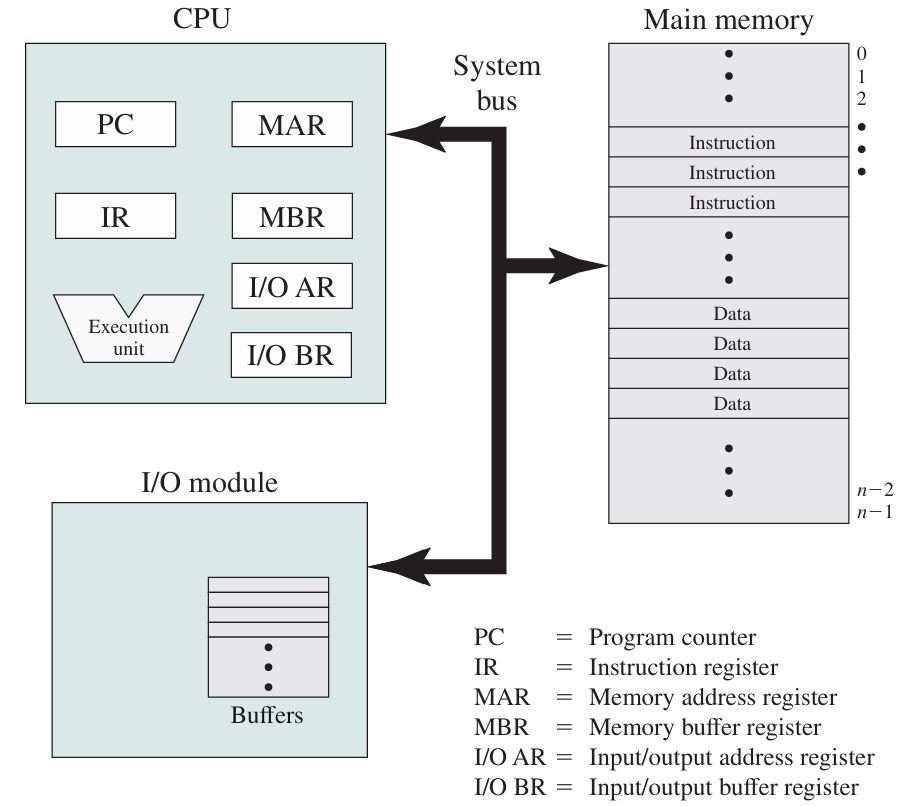 CPU
PC
MAR
IR
MBR
I/O AR
I/O BR
Execution
unit
System
bus
Main memory
0
1
2
Instruction
Instruction
Instruction
Data
Data
Data
Data
n−2
n−1
I/O module
Buffers
PC = Program counter
IR = Instruction register
MAR = Memory address register
MBR = Memory buffer register
I/O AR = Input/output address register
I/O BR = Input/output buffer register